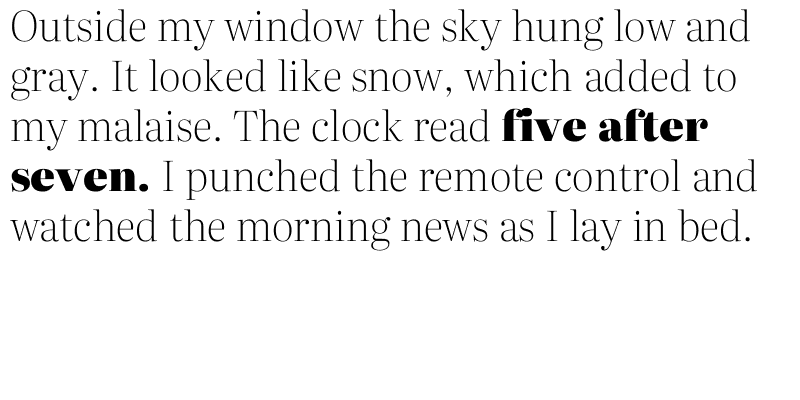 Outside my window the sky hung low and
gray. It looked like snow, which added to
my malaise. The clock read five after
seven. I punched the remote control and
watched the morning news as I lay in bed.